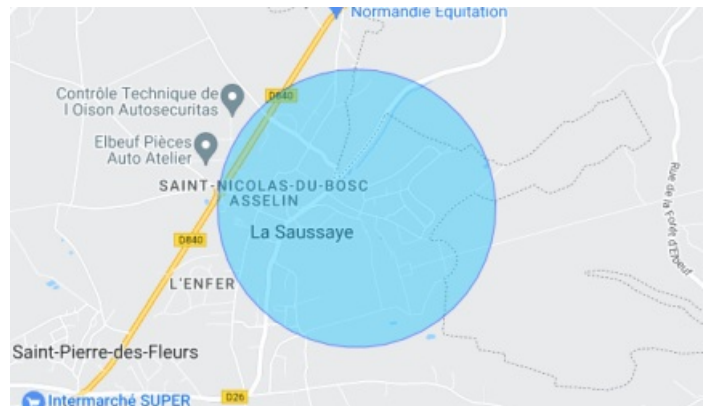 Normandie Equitation
Contrôle Technique de
l Oison Autosecuritas
D840
Elbeuf Pièces
Auto Atelier
SAINT-NICOLAS-DU-BOSC
ASSELIN
La Saussaye
D840
L'ENFER
Rue de la Forêt d'Elbeuf
Saint-Pierre-des-Fleurs
D26
Intermarché SUPER